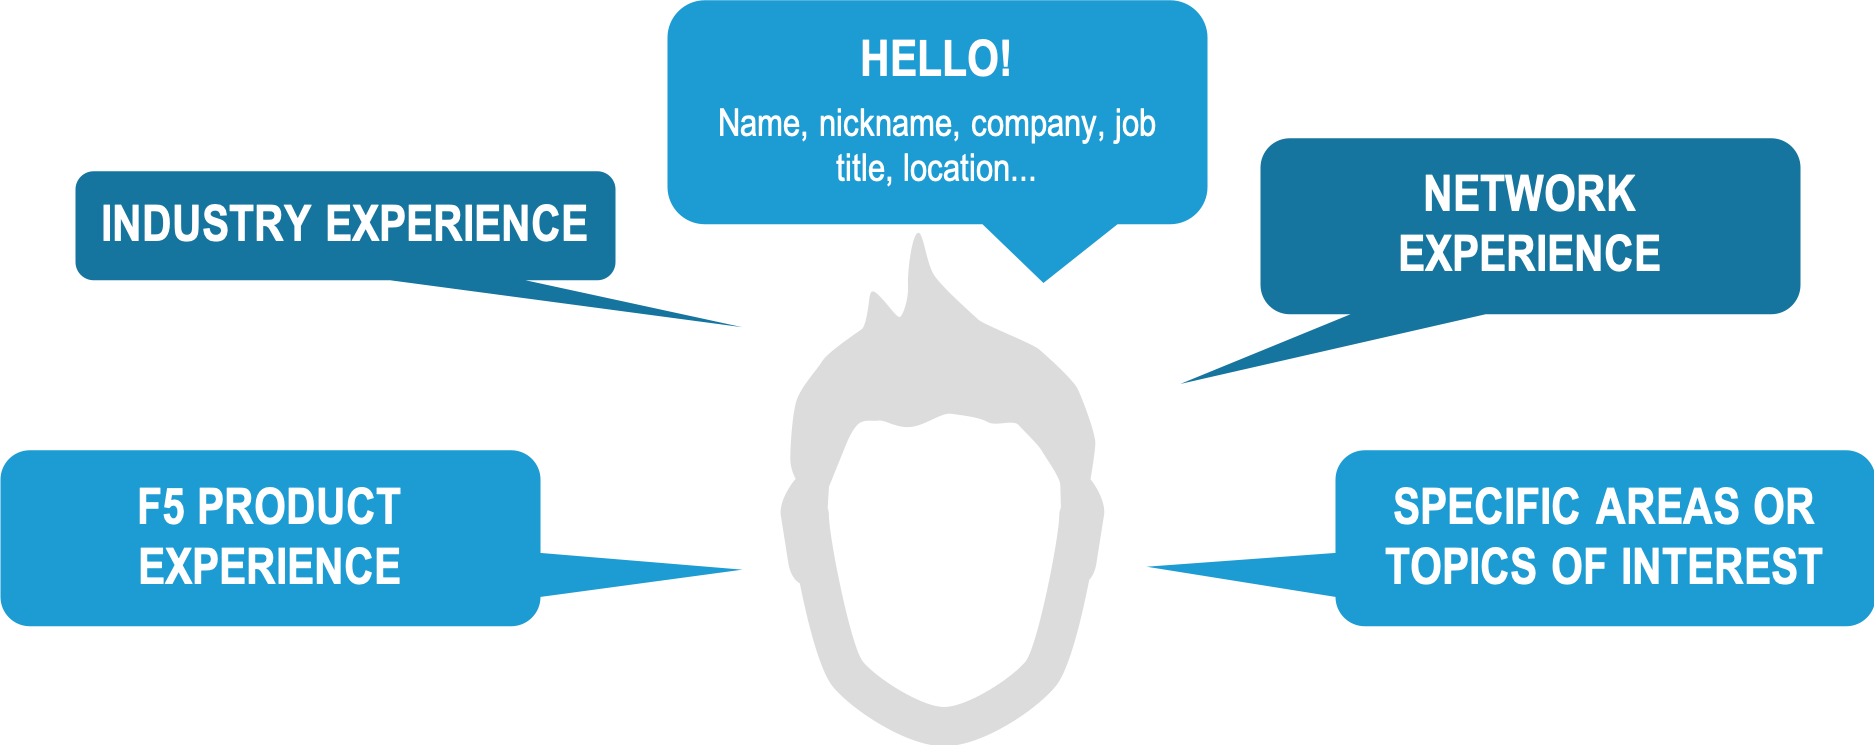 HELLO!
Name, nickname, company, job
title, location...
INDUSTRY EXPERIENCE
NETWORK
EXPERIENCE
F5 PRODUCT
EXPERIENCE
SPECIFIC AREAS OR
TOPICS OF INTEREST